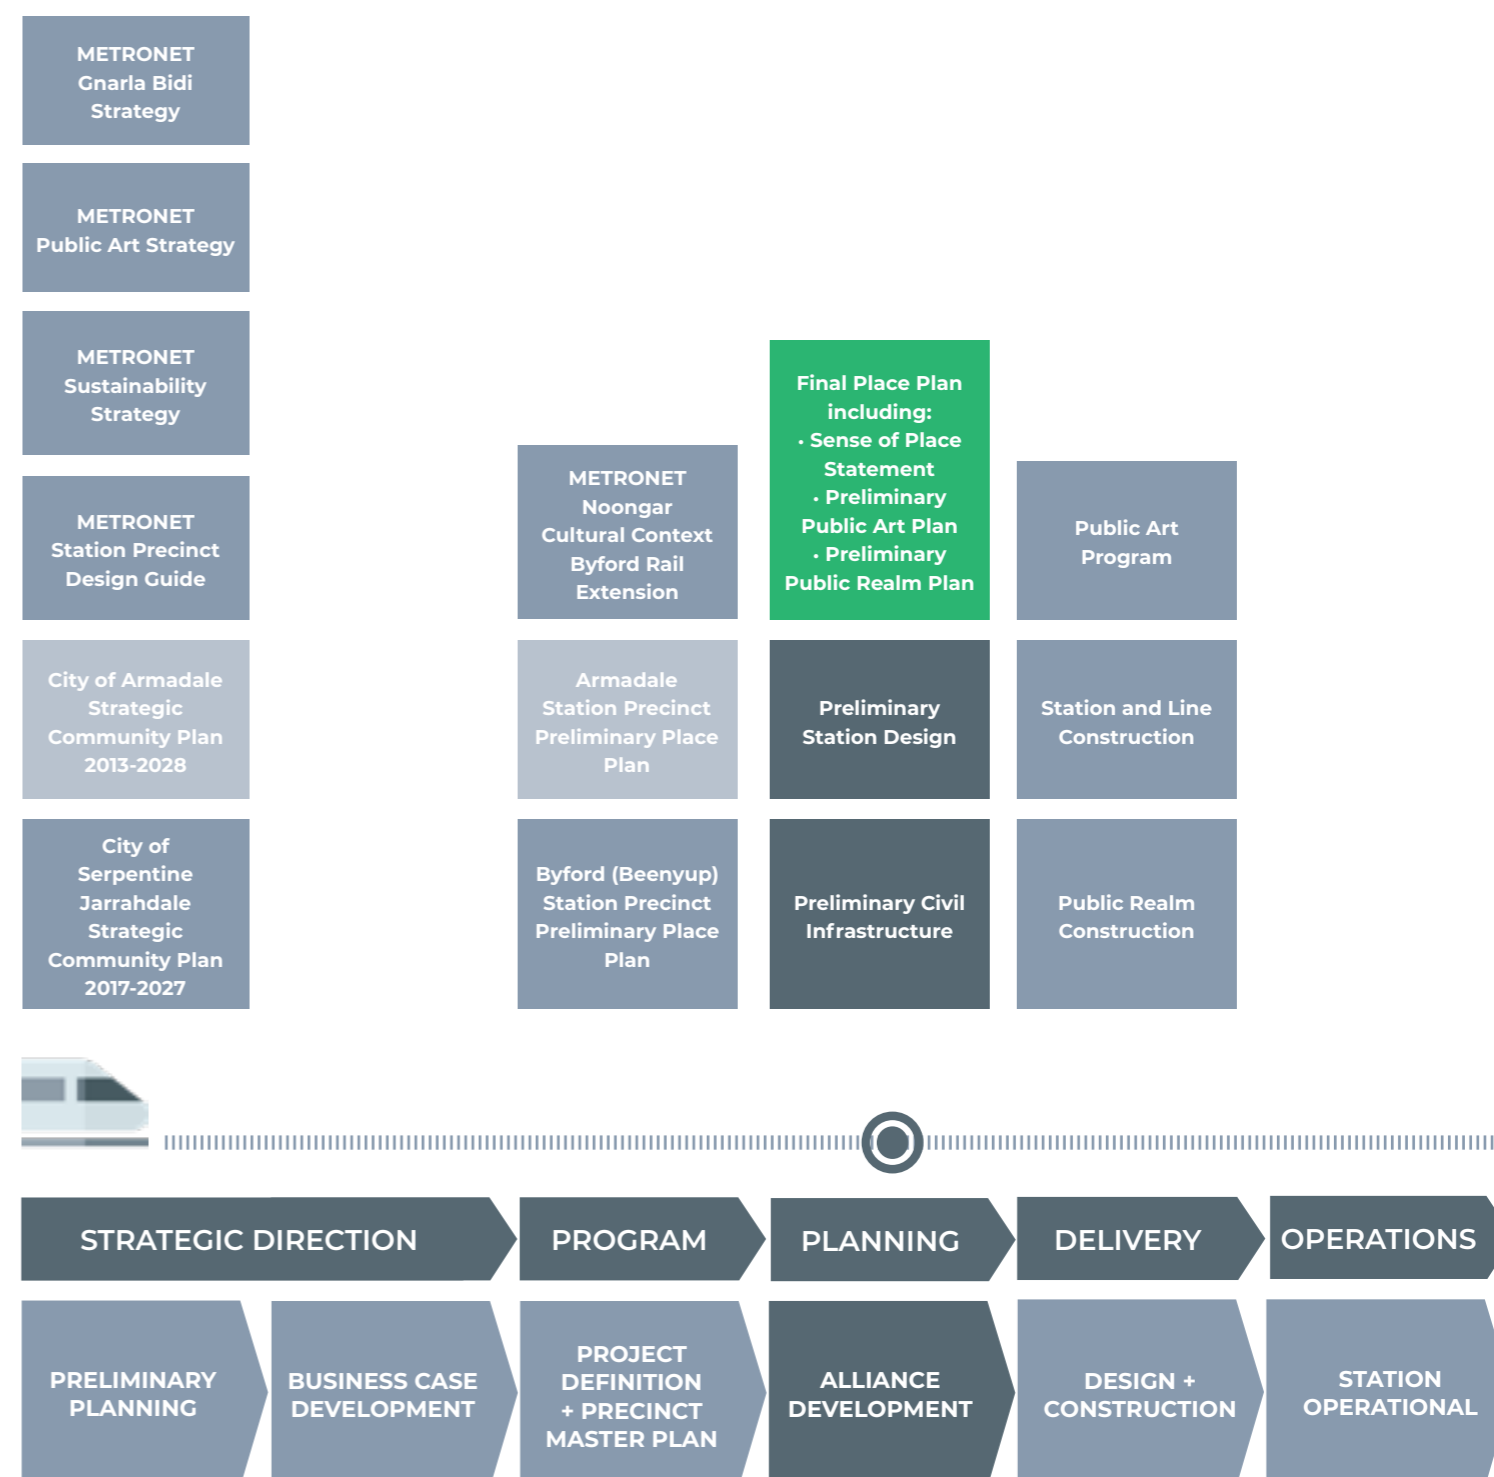 METRONET
Gnarla Bidi
Strategy
METRONET
Public Art Strategy
METRONET
Sustainability
Strategy
METRONET
Station Precinct
Design Guide
City of Armadale
Strategic
Community Plan
2013-2028
City of
Serpentine
Jarrahdale
Strategic
Community Plan
2017-2027
METRONET
Noongar
Cultural Context
Byford Rail
Extension
Armadale
Station Precinct
Preliminary Place
Plan
Byford (Beenyup)
Station Precinct
Preliminary Place
Plan
Final Place Plan
including:
• Sense of Place
Statement
• Preliminary
Public Art Plan
• Preliminary
Public Realm Plan
Preliminary
Station Design
Preliminary Civil
Infrastructure
Public Art
Program
Station and Line
Construction
Public Realm
Construction
STRATEGIC DIRECTION
PROGRAM
PLANNING
DELIVERY
OPERATIONS
PRELIMINARY
PLANNING
BUSINESS CASE
DEVELOPMENT
PROJECT
DEFINITION
+ PRECINCT
MASTER PLAN
ALLIANCE
DEVELOPMENT
DESIGN +
CONSTRUCTION
STATION
OPERATIONAL